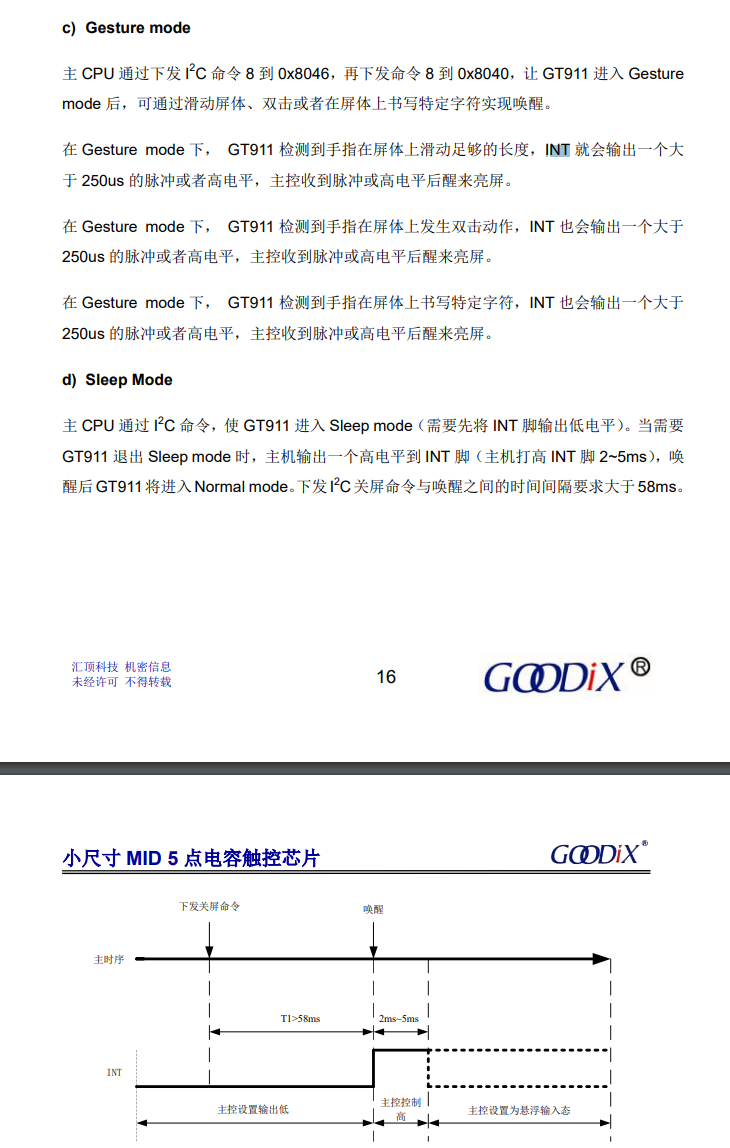 c) Gesture mode
主 CPU 通过下发 I²C 命令 8 到 0x8046，再下发命令 8 到 0x8040，让 GT911 进入 Gesture
mode 后，可通过滑动屏体、双击或者在屏体上书写特定字符实现唤醒。
在 Gesture mode 下， GT911 检测到手指在屏体上滑动足够的长度，INT 就会输出一个大
于 250us 的脉冲或者高电平，主控收到脉冲或高电平后醒来亮屏。
在 Gesture mode 下， GT911 检测到手指在屏体上发生双击动作，INT 也会输出一个大于
250us 的脉冲或者高电平，主控收到脉冲或高电平后醒来亮屏。
在 Gesture mode 下， GT911 检测到手指在屏体上书写特定字符，INT 也会输出一个大于
250us 的脉冲或者高电平，主控收到脉冲或高电平后醒来亮屏。
d) Sleep Mode
主 CPU 通过 I²C 命令，使 GT911 进入 Sleep mode（需要先将 INT 脚输出低电平）。当需要
GT911 退出 Sleep mode 时，主机输出一个高电平到 INT 脚（主机打高 INT 脚 2~5ms），唤
醒后 GT911 将进入 Normal mode。下发 I²C 关屏命令与唤醒之间的时间间隔要求大于 58ms。
汇顶科技 机密信息
未经许可 不得转载
16
GOODiX®
小尺寸 MID 5 点电容触控芯片
GOODiX®
下发关屏命令
唤醒
主时序
T1>58ms
2ms~5ms
INT
主控设置输出低
主控控制
高
主控设置为悬浮输入态